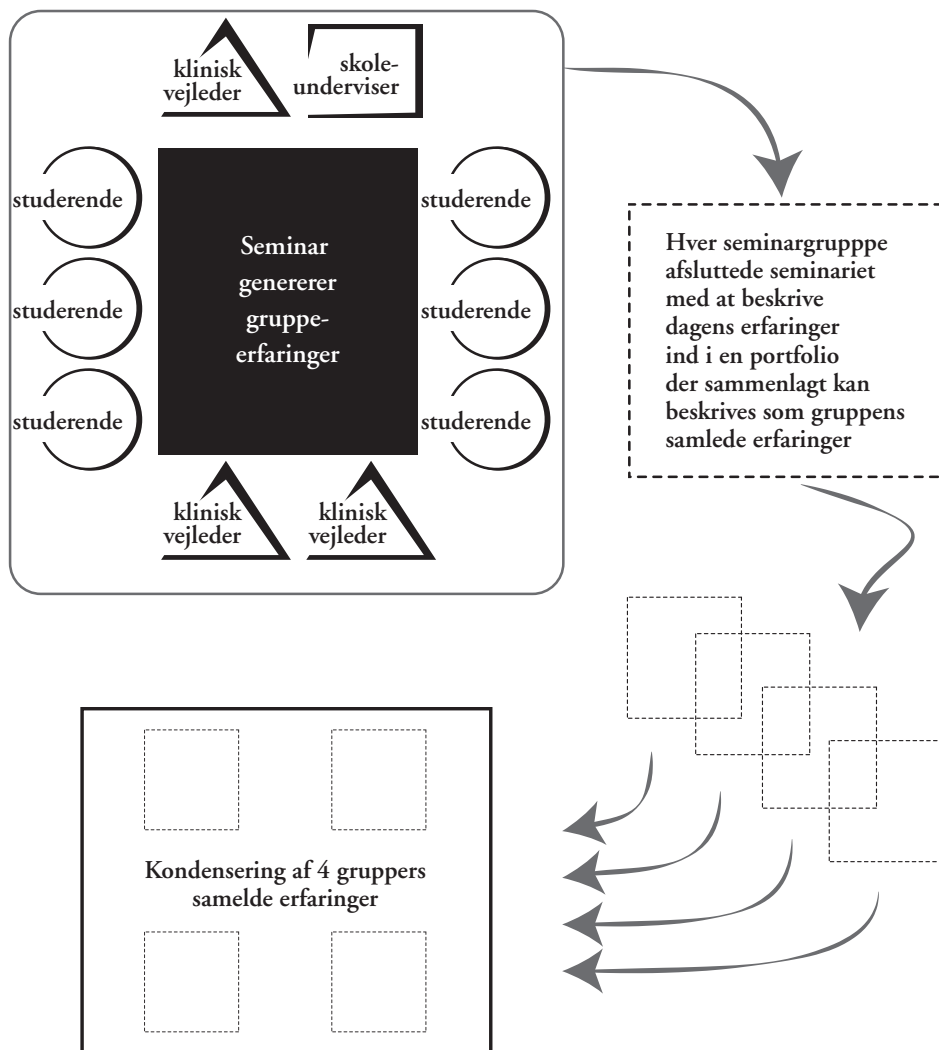 klinisk
vejleder
skole-
underviser
studerende
studerende
studerende
Seminar
genererer
gruppe-
erfaringer
studerende
studerende
studerende
klinisk
vejleder
klinisk
vejleder
Hver seminargrupppe
afsluttede seminariet
med at beskrive
dagens erfaringer
ind i en portfolio
der sammenlagt kan
beskrives som gruppens
samlede erfaringer
Kondensering af 4 gruppers
samelde erfaringer